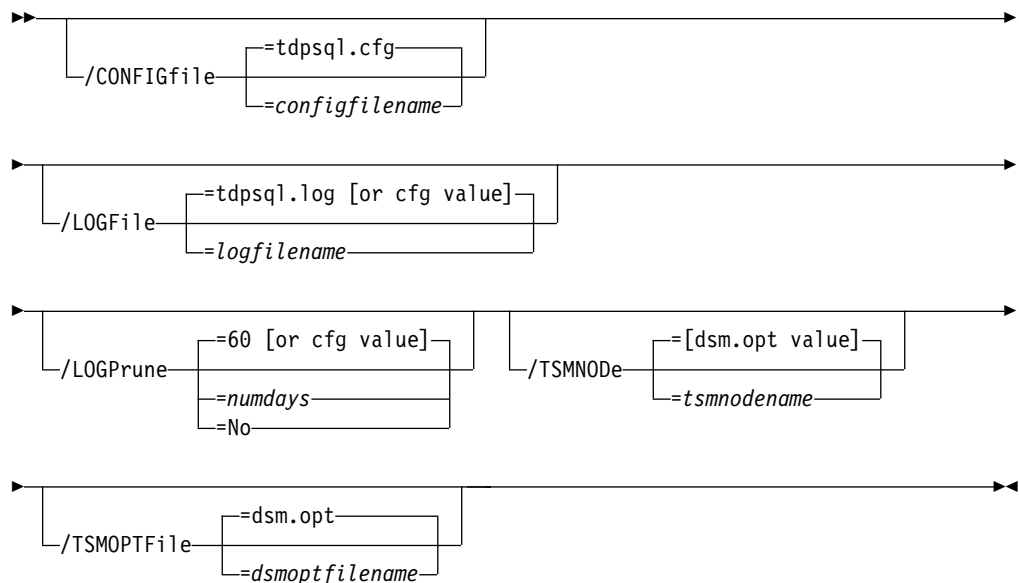 =tdpsql.cfg
/CONFIGfile
=configfilename
=tdpsql.log [or cfg value]
/LOGFile
=logfilename
=60 [or cfg value]
=[dsm.opt value]
/LOGPrune
/TSMNODe
=numdays
=tsmnodename
=No
=dsm.opt
/TSMOPTFile
=dsmoptfilename